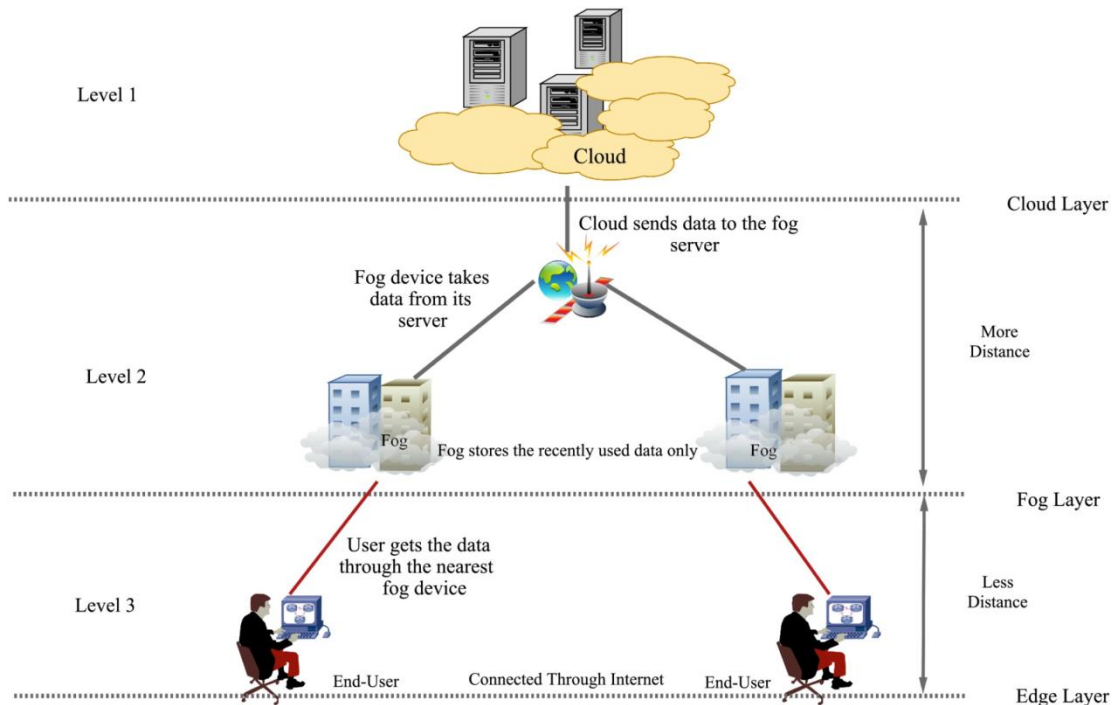 Level 1
Cloud
Cloud Layer
Cloud sends data to the fog
server
Fog device takes
data from its
server
More
Distance
Level 2
Fog
Fog stores the recently used data only
Fog
Fog Layer
User gets the data
through the nearest
fog device
Less
Distance
Level 3
End-User
Connected Through Internet
End-User
Edge Layer